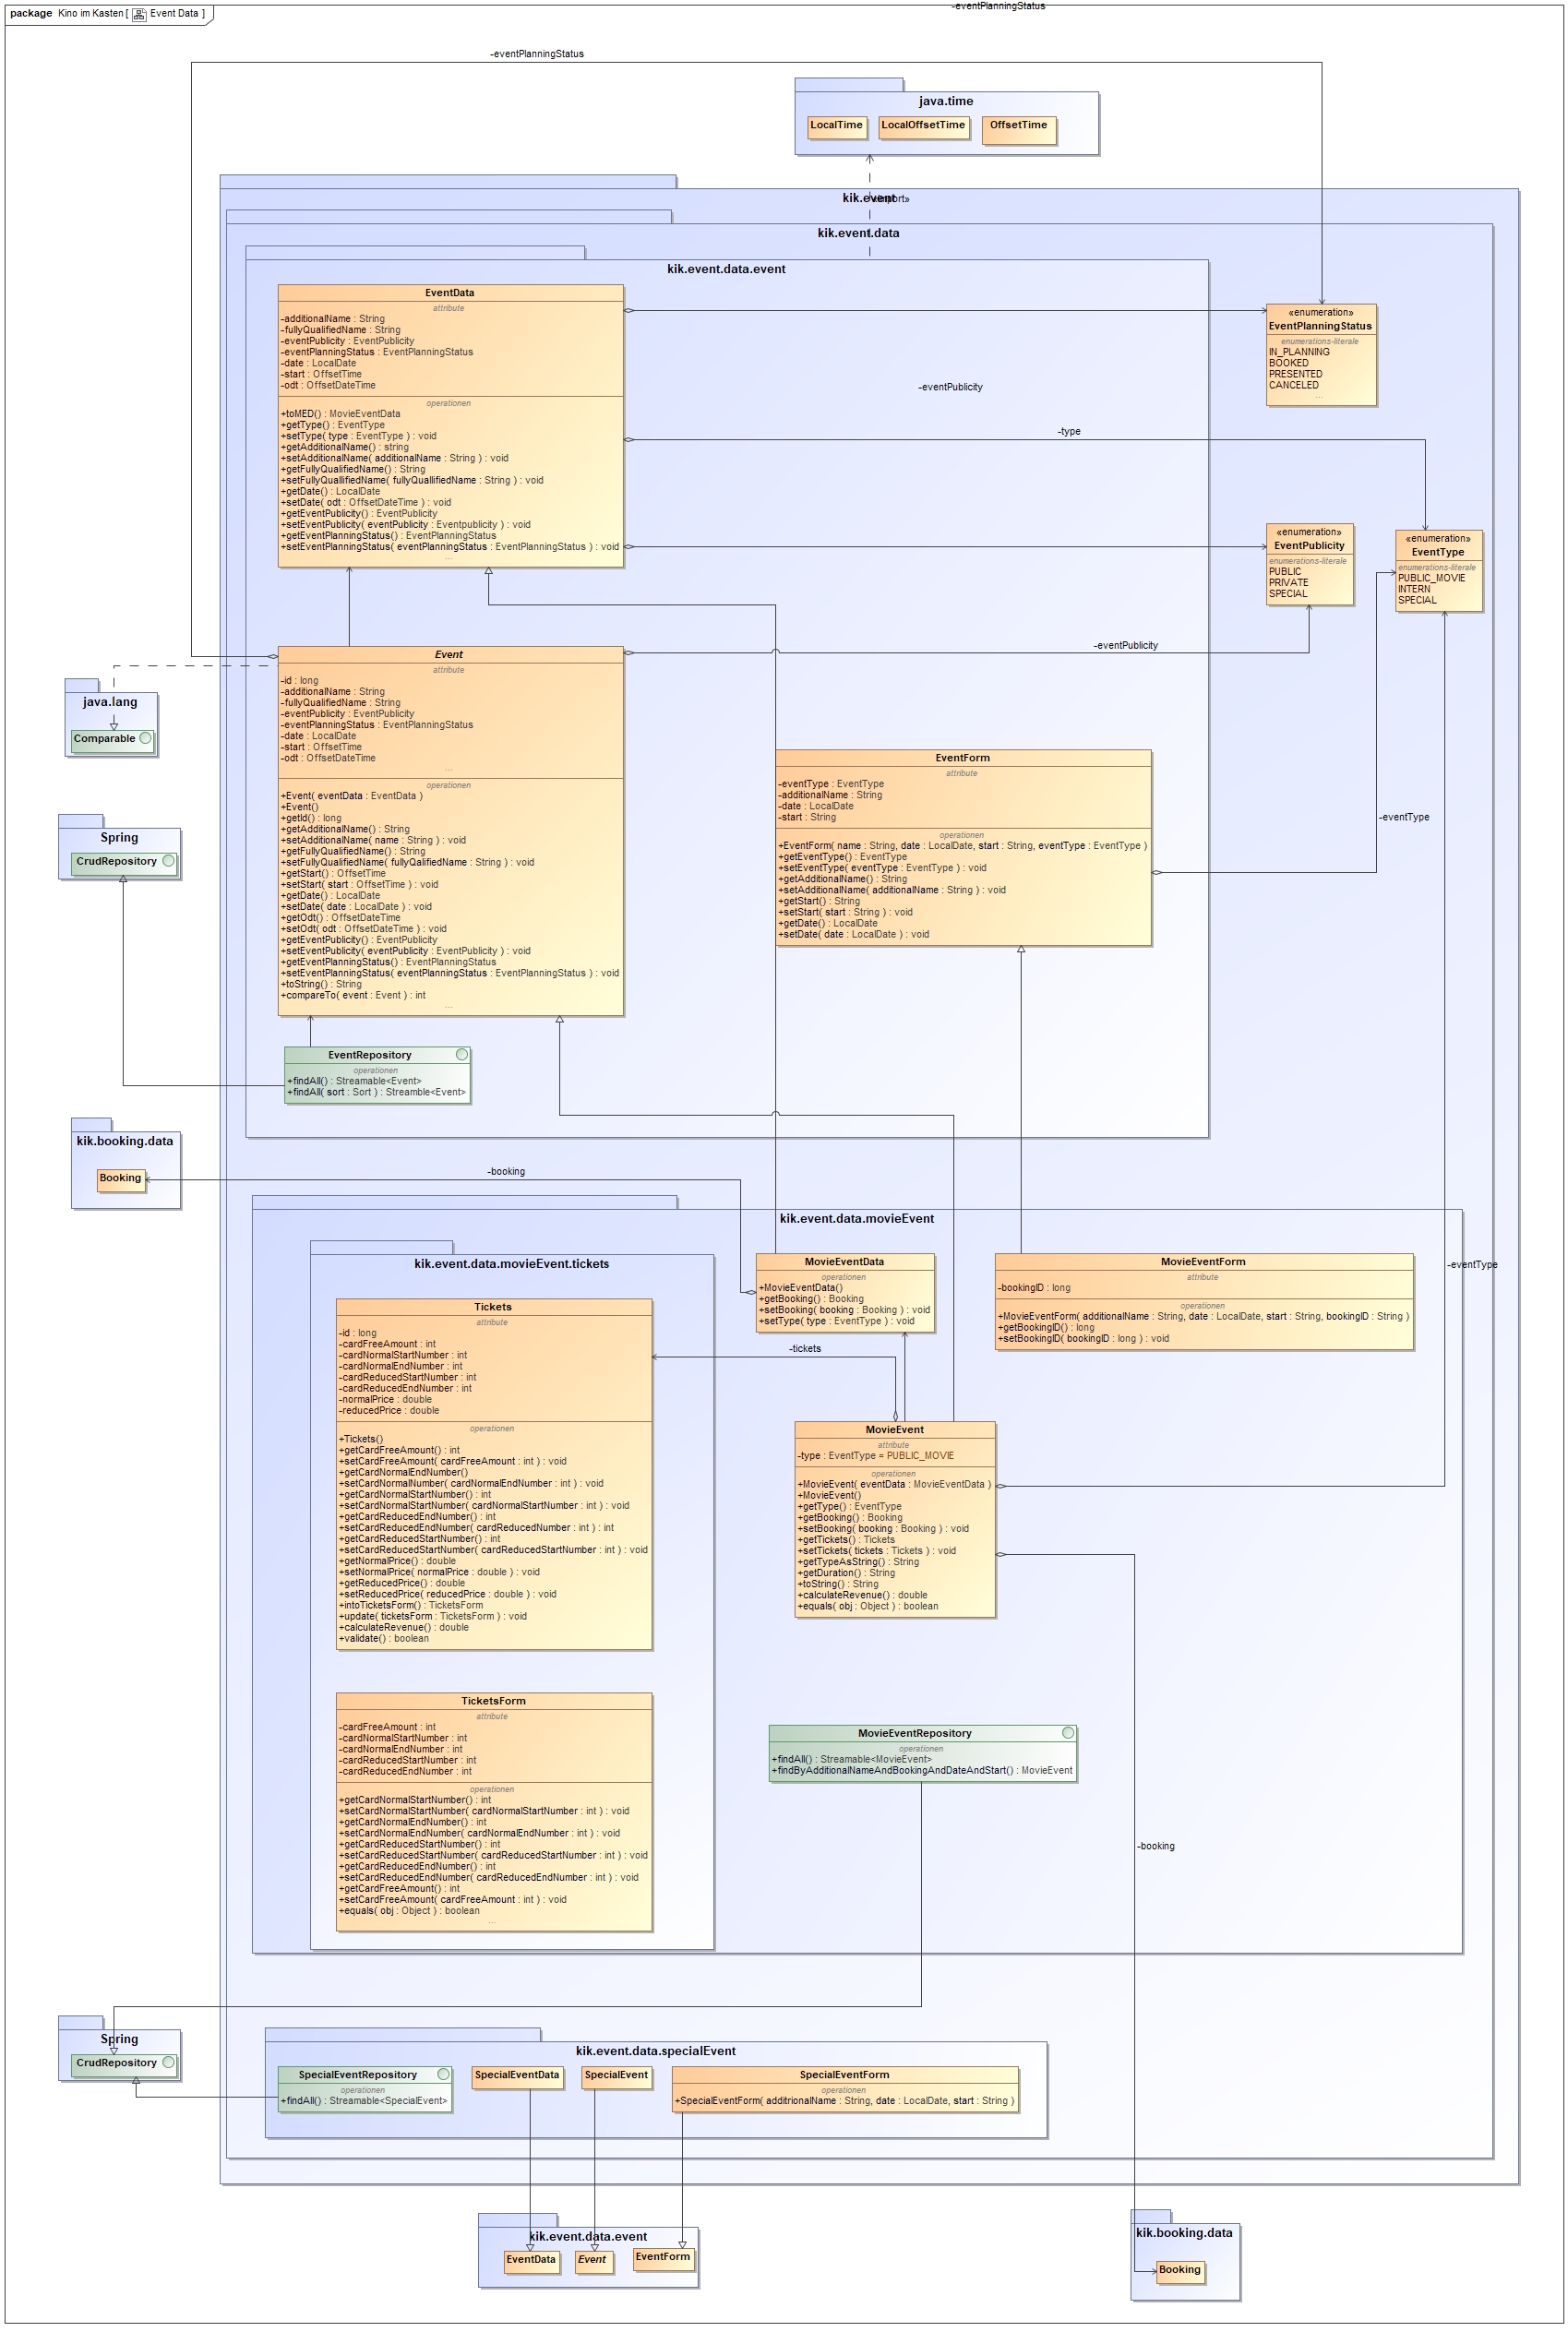 package Kino im Kasten [ Event Data ]
-eventPlanningStatus
-eventPlanningStatus
java.time
LocalTime
LocalOffsetTime
OffsetTime
kik.event
kik.event.data
kik.event.data.event
EventData
attribute
-additionalName : String
-fullyQualifiedName : String
-eventPublicity : EventPublicity
-eventPlanningStatus : EventPlanningStatus
-date : LocalDate
-start : OffsetTime
-odt : OffsetDateTime
operationen
+toMED() : MovieEventData
+getType() : EventType
+setType( type : EventType ) : void
+getAdditionalName() : string
+setAdditionalName( additionalName : String ) : void
+getFullyQualifiedName() : String
+setFullyQuallifiedName( fullyQuallifiedName : String ) : void
+getDate() : LocalDate
+setDate( odt : OffsetDateTime ) : void
+getEventPublicity() : EventPublicity
+setEventPublicity( eventPublicity : Eventpublicity ) : void
+getEventPlanningStatus() : EventPlanningStatus
+setEventPlanningStatus( eventPlanningStatus : EventPlanningStatus ) : void
...
«enumeration»
EventPlanningStatus
enumerations-literale
IN_PLANNING
BOOKED
PRESENTED
CANCELED
...
-eventPublicity
-type
«enumeration»
EventPublicity
enumerations-literale
PUBLIC
PRIVATE
SPECIAL
«enumeration»
EventType
enumerations-literale
PUBLIC_MOVIE
INTERN
SPECIAL
-eventPublicity
Event
attribute
-id : long
-additionalName : String
-fullyQualifiedName : String
-eventPublicity : EventPublicity
-eventPlanningStatus : EventPlanningStatus
-date : LocalDate
-start : OffsetTime
-odt : OffsetDateTime
...
operationen
+Event( eventData : EventData )
+Event()
+getId() : long
+getAdditionalName() : String
+setAdditionalName( name : String ) : void
+getFullyQualifiedName() : String
+setFullyQualifiedName( fullyQalifiedName : String ) : void
+getStart() : OffsetTime
+setStart( start : OffsetTime ) : void
+getDate() : LocalDate
+setDate( date : LocalDate ) : void
+getOdt() : OffsetDateTime
+setOdt( odt : OffsetDateTime ) : void
+getEventPublicity() : EventPublicity
+setEventPublicity( eventPublicity : EventPublicity ) : void
+getEventPlanningStatus() : EventPlanningStatus
+setEventPlanningStatus( eventPlanningStatus : EventPlanningStatus ) : void
+toString() : String
+compareTo( event : Event ) : int
...
java.lang
Comparable
Spring
CrudRepository
EventForm
attribute
-eventType : EventType
-additionalName : String
-date : LocalDate
-start : String
operationen
+EventForm( name : String, date : LocalDate, start : String, eventType : EventType )
+getEventType() : EventType
+setEventType( eventType : EventType ) : void
+getAdditionalName() : String
+setAdditionalName( additionalName : String ) : void
+getStart() : String
+setStart( start : String ) : void
+getDate() : LocalDate
+setDate( date : LocalDate ) : void
-eventType
EventRepository
operationen
+findAll() : Streamable<Event>
+findAll( sort : Sort ) : Streamble<Event>
kik.booking.data
Booking
-booking
kik.event.data.movieEvent
kik.event.data.movieEvent.tickets
Tickets
attribute
-id : long
-cardFreeAmount : int
-cardNormalStartNumber : int
-cardNormalEndNumber : int
-cardReducedStartNumber : int
-cardReducedEndNumber : int
-normalPrice : double
-reducedPrice : double
operationen
+Tickets()
+getCardFreeAmount() : int
+setCardFreeAmount( cardFreeAmount : int ) : void
+getCardNormalEndNumber()
+setCardNormalNumber( cardNormalEndNumber : int ) : void
+getCardNormalStartNumber() : int
+setCardNormalStartNumber( cardNormalStartNumber : int ) : void
+getCardReducedEndNumber() : int
+setCardReducedEndNumber( cardReducedNumber : int ) : int
+getCardReducedStartNumber() : int
+setCardReducedStartNumber( cardReducedStartNumber : int ) : void
+getNormalPrice() : double
+setNormalPrice( normalPrice : double ) : void
+getReducedPrice() : double
+setReducedPrice( reducedPrice : double ) : void
+intoTicketsForm() : TicketsForm
+update( ticketsForm : TicketsForm ) : void
+calculateRevenue() : double
+validate() : boolean
MovieEventData
operationen
+MovieEventData()
+getBooking() : Booking
+setBooking( booking : Booking ) : void
+setType( type : EventType ) : void
MovieEventForm
attribute
-bookingID : long
operationen
+MovieEventForm( additionalName : String, date : LocalDate, start : String, bookingID : String )
+getBookingID() : long
+setBookingID( bookingID : long ) : void
-eventType
-tickets
MovieEvent
attribute
-type : EventType = PUBLIC_MOVIE
operationen
+MovieEvent( eventData : MovieEventData )
+MovieEvent()
+getType() : EventType
+getBooking() : Booking
+setBooking( booking : Booking ) : void
+getTickets() : Tickets
+setTickets( tickets : Tickets ) : void
+getTypeAsString() : String
+getDuration() : String
+toString() : String
+calculateRevenue() : double
+equals( obj : Object ) : boolean
TicketsForm
attribute
-cardFreeAmount : int
-cardNormalStartNumber : int
-cardNormalEndNumber : int
-cardReducedStartNumber : int
-cardReducedEndNumber : int
operationen
+getCardNormalStartNumber() : int
+setCardNormalStartNumber( cardNormalStartNumber : int ) : void
+getCardNormalEndNumber() : int
+setCardNormalEndNumber( cardNormalEndNumber : int ) : void
+getCardReducedStartNumber() : int
+setCardReducedStartNumber( cardReducedStartNumber : int ) : void
+getCardReducedEndNumber() : int
+setCardReducedEndNumber( cardReducedEndNumber : int ) : void
+getCardFreeAmount() : int
+setCardFreeAmount( cardFreeAmount : int ) : void
+equals( obj : Object ) : boolean
...
MovieEventRepository
operationen
+findAll() : Streamable<MovieEvent>
+findByAdditionalNameAndBookingAndDateAndStart() : MovieEvent
-booking
Spring
CrudRepository
kik.event.data.specialEvent
SpecialEventRepository
operationen
+findAll() : Streamable<SpecialEvent>
SpecialEventData
SpecialEvent
SpecialEventForm
operationen
+SpecialEventForm( additrionalName : String, date : LocalDate, start : String )
kik.event.data.event
EventData
Event
EventForm
kik.booking.data
Booking